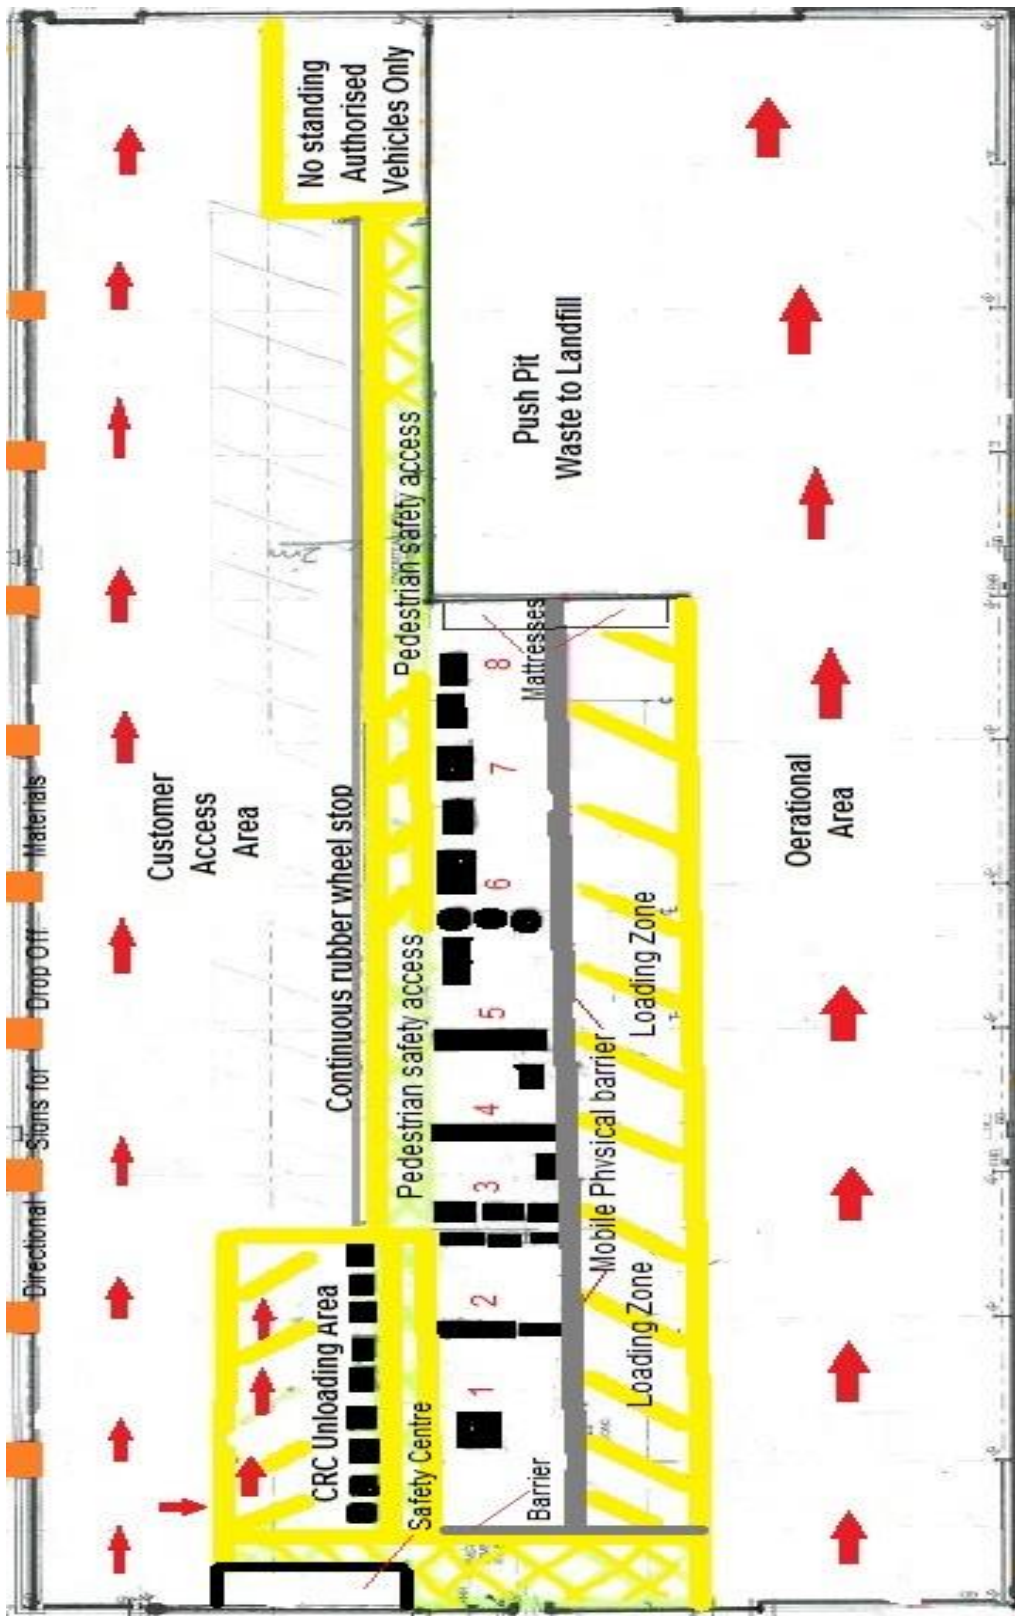 No standing
Authorised
Vehicles Only
Push Pit
Waste to Landfill
Pedestrian safety access
Mattresses
8
7
6
5
4
3
2
1
Directional Sions for Drop Off Materials
Customer
Access
Area
Continuous rubber wheel stop
Pedestrian safety access
Oerational
Area
Loading Zone
Mobile Physical barrier
Loading Zone
CRC Unloading Area
Safety Centre
Barrier